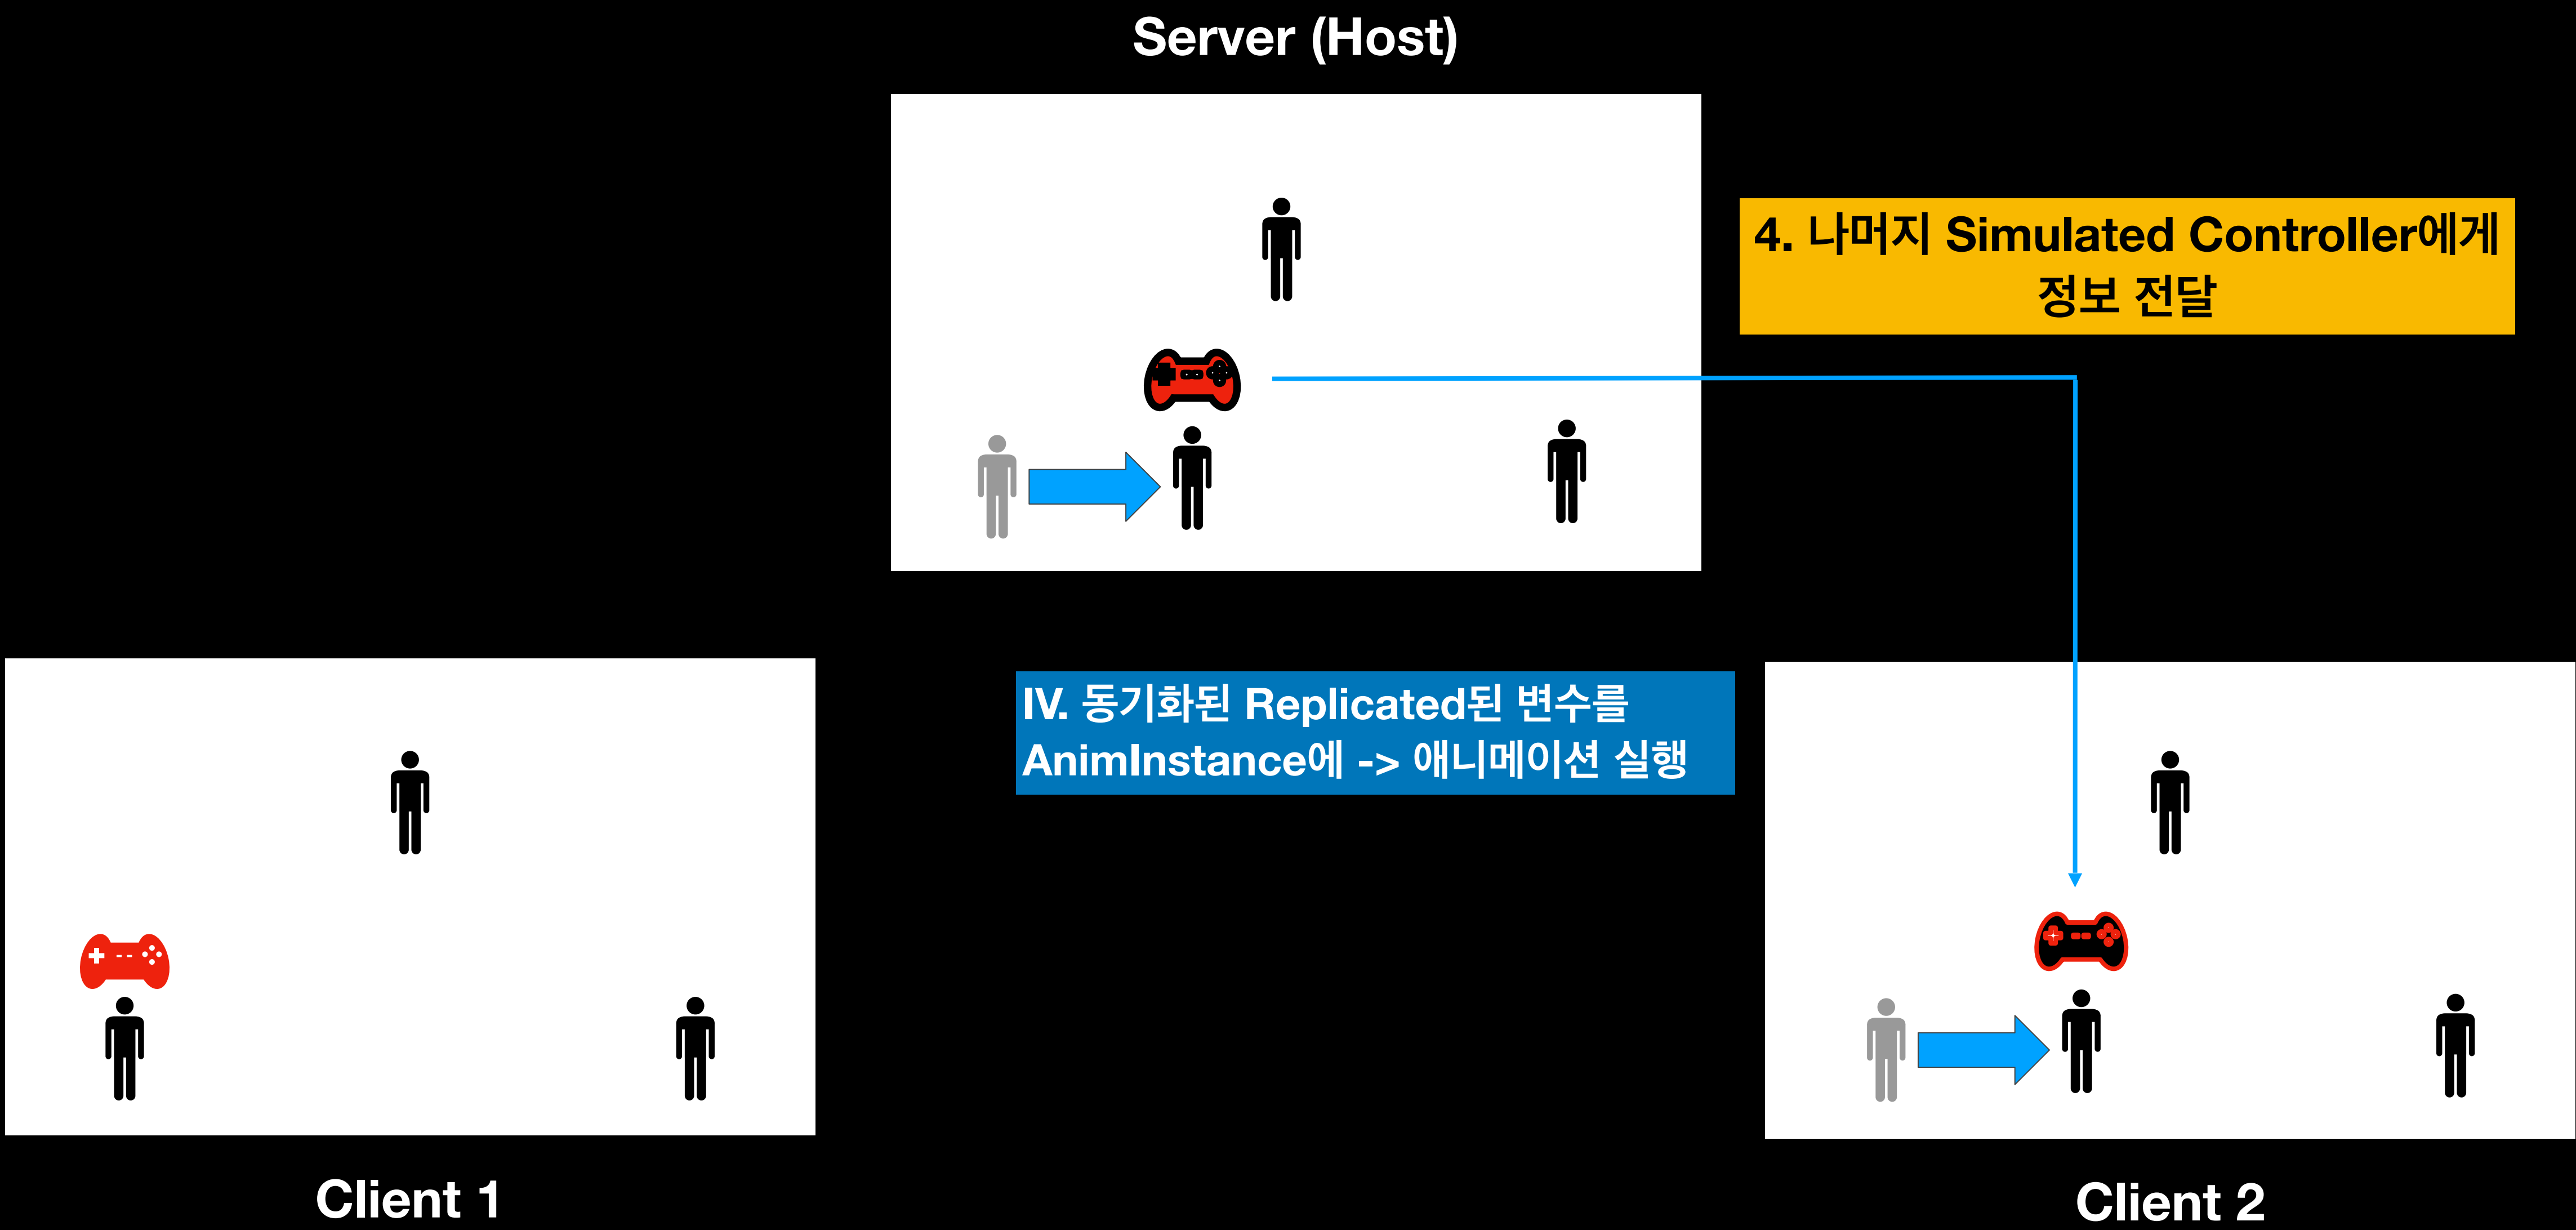 Server (Host)
4. 나머지 Simulated Controller에게
정보 전달
IV. 동기화된 Replicated된 변수를
AnimInstance에 -> 애니메이션 실행
Client 1
Client 2